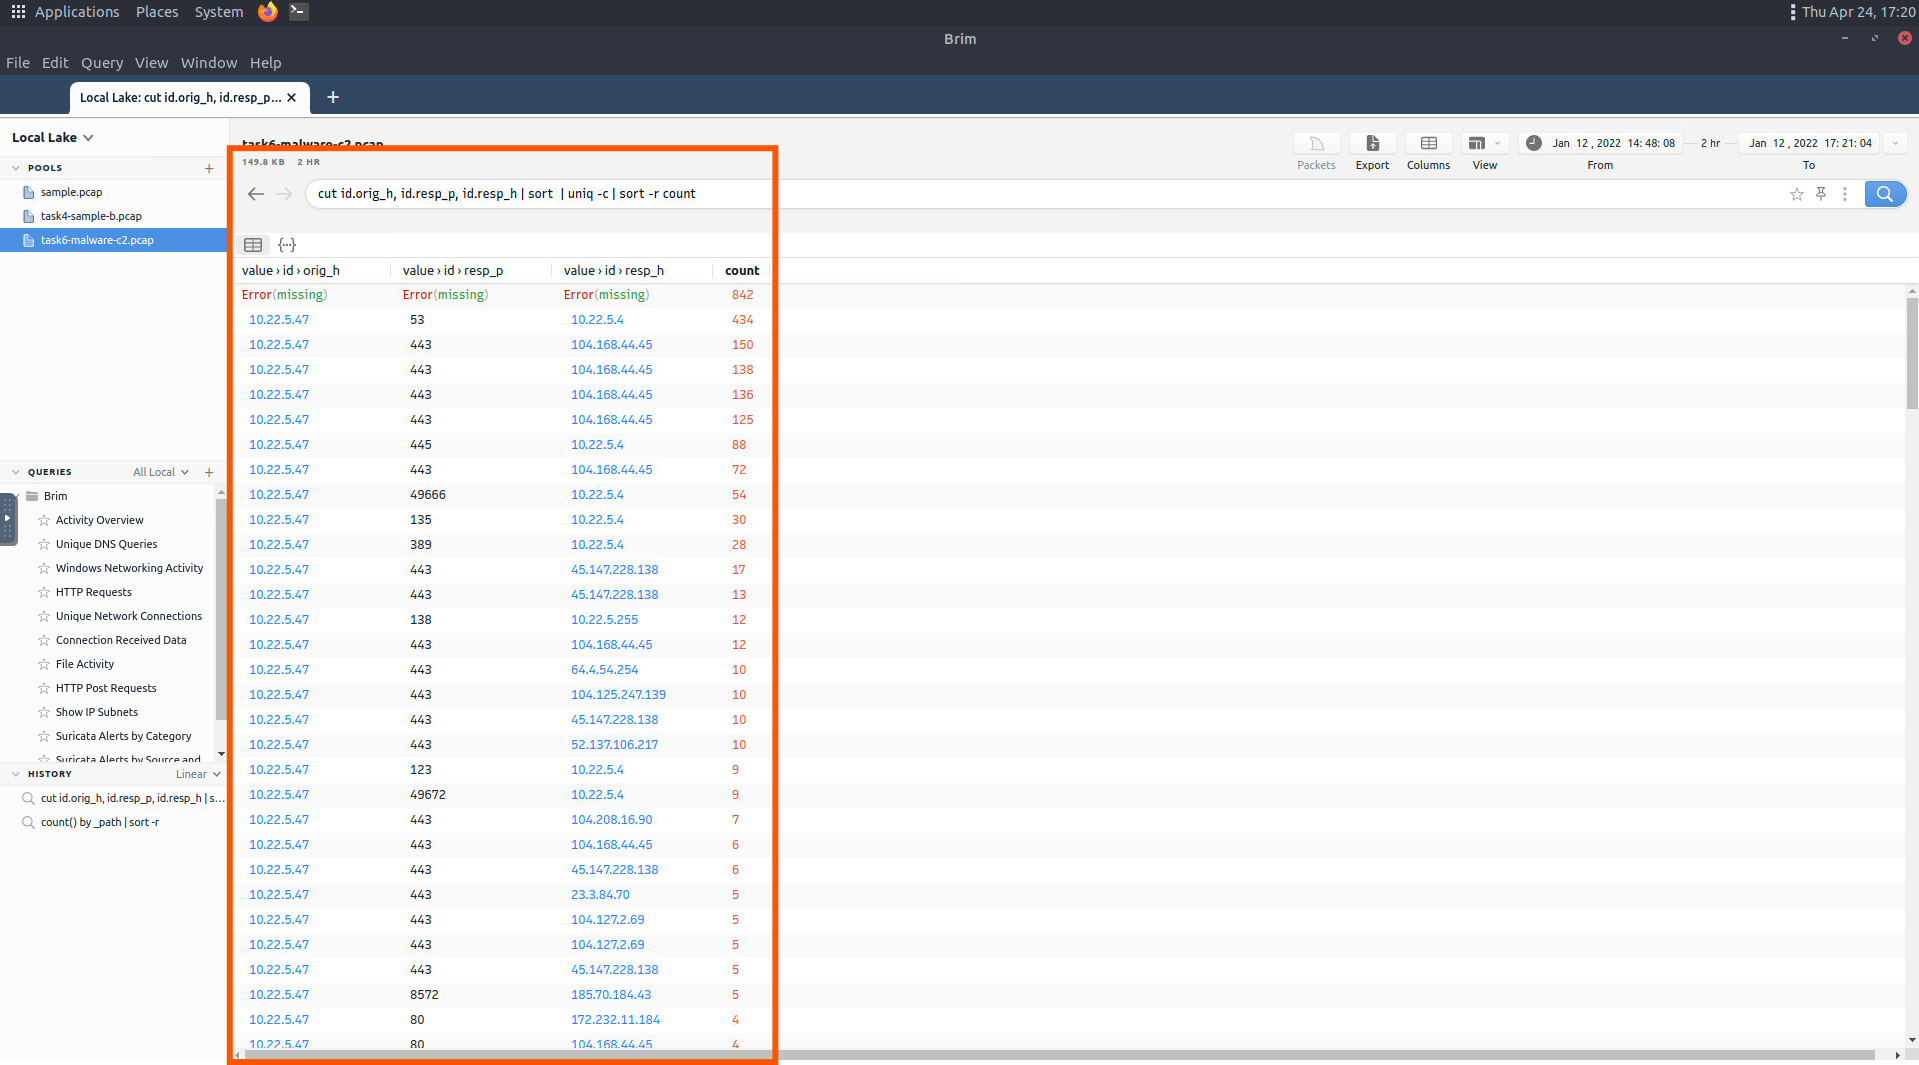 Applications Places System
Thu Apr 24, 17:20
Brim
File Edit Query View Window Help
Local Lake: cut id.orig_h, id.resp_p... ✕ +
Local Lake
POOLS +
sample.pcap
task4-sample-b.pcap
task6-malware-c2.pcap
QUERIES All Local +
Brim
Activity Overview
Unique DNS Queries
Windows Networking Activity
HTTP Requests
Unique Network Connections
Connection Received Data
File Activity
HTTP Post Requests
Show IP Subnets
Suricata Alerts by Category
Suricata Alerts by Source and
HISTORY Linear
cut id.orig_h, id.resp_p, id.resp_h | s...
count() by _path | sort -r
task6-malware-c2.pcap
149.8 KB 2 HR
Packets Export Columns View
Jan 12 , 2022 14: 48: 08 2 hr Jan 12 , 2022 17: 21: 04
From To
cut id.orig_h, id.resp_p, id.resp_h | sort | uniq -c | sort -r count
{··}
value › id › orig_h value › id › resp_p value › id › resp_h count
Error(missing) Error(missing) Error(missing) 842
10.22.5.47 53 10.22.5.4 434
10.22.5.47 443 104.168.44.45 150
10.22.5.47 443 104.168.44.45 138
10.22.5.47 443 104.168.44.45 136
10.22.5.47 443 104.168.44.45 125
10.22.5.47 445 10.22.5.4 88
10.22.5.47 443 104.168.44.45 72
10.22.5.47 49666 10.22.5.4 54
10.22.5.47 135 10.22.5.4 30
10.22.5.47 389 10.22.5.4 28
10.22.5.47 443 45.147.228.138 17
10.22.5.47 443 45.147.228.138 13
10.22.5.47 138 10.22.5.255 12
10.22.5.47 443 104.168.44.45 12
10.22.5.47 443 64.4.54.254 10
10.22.5.47 443 104.125.247.139 10
10.22.5.47 443 45.147.228.138 10
10.22.5.47 443 52.137.106.217 10
10.22.5.47 123 10.22.5.4 9
10.22.5.47 49672 10.22.5.4 9
10.22.5.47 443 104.208.16.90 7
10.22.5.47 443 104.168.44.45 6
10.22.5.47 443 45.147.228.138 6
10.22.5.47 443 23.3.84.70 5
10.22.5.47 443 104.127.2.69 5
10.22.5.47 443 104.127.2.69 5
10.22.5.47 443 45.147.228.138 5
10.22.5.47 8572 185.70.184.43 5
10.22.5.47 80 172.232.11.184 4
10.22.5.47 80 104.168.44.45 4